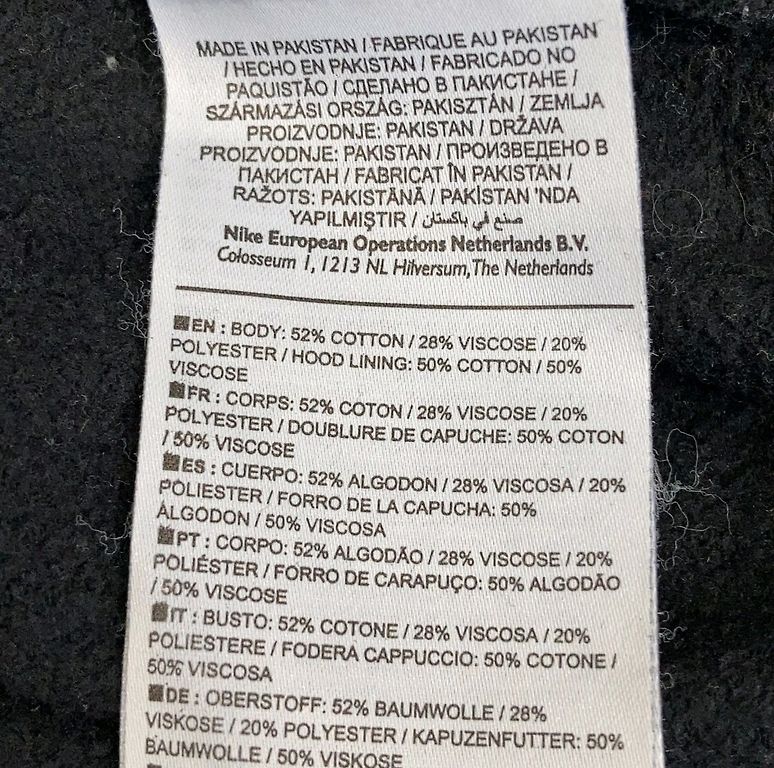 MADE IN PAKISTAN / FABRIQUE AU PAKISTAN
/ HECHO EN PAKISTAN / FABRICADO NO
PAQUISTÃO / СДЕЛАНО В ПАКИСТАНЕ /
SZÁRMAZÁSI ORSZÁG: PAKISZTÁN / ZEMLJA
PROIZVODNJE: PAKISTAN / DRŽAVA
PROIZVODNJE: PAKISTAN / ПРОИЗВЕДЕНО В
ПАКИСТАН / FABRICAT ÎN PAKISTAN /
RAŽOTS: PAKISTĀNĀ / PAKİSTAN 'NDA
YAPILMIŞTIR / صنع في باكستان
Nike European Operations Netherlands B.V.
Colosseum 1, 1213 NL Hilversum, The Netherlands
EN : BODY: 52% COTTON / 28% VISCOSE / 20%
POLYESTER / HOOD LINING: 50% COTTON / 50%
VISCOSE
FR : CORPS: 52% COTON / 28% VISCOSE / 20%
POLYESTER / DOUBLURE DE CAPUCHE: 50% COTON
/ 50% VISCOSE
ES : CUERPO: 52% ALGODON / 28% VISCOSA / 20%
POLIESTER / FORRO DE LA CAPUCHA: 50%
ALGODON / 50% VISCOSA
PT : CORPO: 52% ALGODÃO / 28% VISCOSE / 20%
POLIÉSTER / FORRO DE CARAPUÇO: 50% ALGODÃO
/ 50% VISCOSE
IT : BUSTO: 52% COTONE / 28% VISCOSA / 20%
POLIESTERE / FODERA CAPPUCCIO: 50% COTONE /
50% VISCOSA
DE : OBERSTOFF: 52% BAUMWOLLE / 28%
VISKOSE / 20% POLYESTER / KAPUZENFUTTER: 50%
BAUMWOLLE / 50% VISKOSE